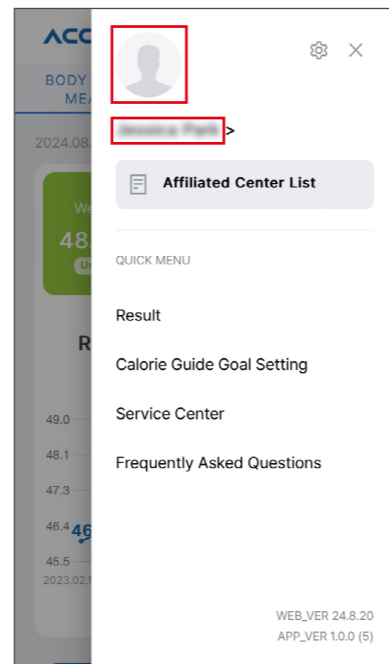 ACC
BODY
MEA
2024.08.
We
48.
Un
R
49.0
48.1
47.3
46.4 46
45.5
2023.02.1
>
Affiliated Center List
QUICK MENU
Result
Calorie Guide Goal Setting
Service Center
Frequently Asked Questions
WEB_VER 24.8.20
APP_VER 1.0.0 (5)